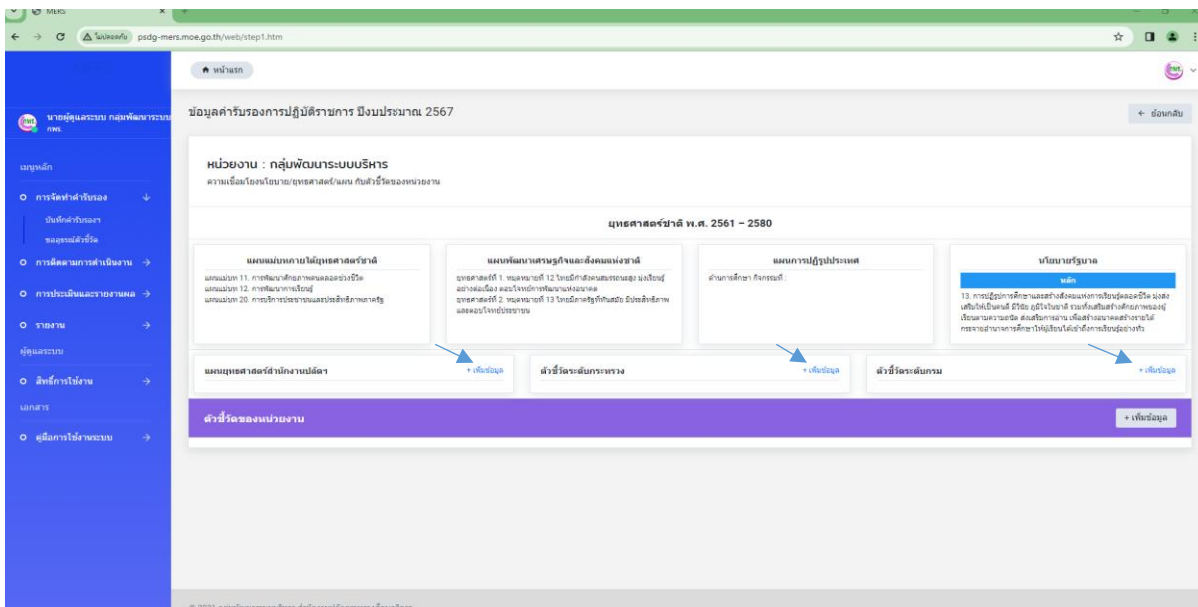 MERS
ไม่ปลอดภัย psdg-mers.moe.go.th/web/step1.htm
หน้าแรก
นายผู้ดูแลระบบ กลุ่มพัฒนาระบบ
กพร.
เมนูหลัก
การจัดทำคำรับรอง
บันทึกคำรับรองฯ
ขออุธรณ์ตัวชี้วัด
การติดตามการดำเนินงาน
การประเมินและรายงานผล
รายงาน
ผู้ดูแลระบบ
สิทธิ์การใช้งาน
เอกสาร
คู่มือการใช้งานระบบ
ข้อมูลคำรับรองการปฏิบัติราชการ ปีงบประมาณ 2567
← ย้อนกลับ
หน่วยงาน : กลุ่มพัฒนาระบบบริหาร
ความเชื่อมโยงนโยบาย/ยุทธศาสตร์/แผน กับตัวชี้วัดของหน่วยงาน
ยุทธศาสตร์ชาติ พ.ศ. 2561 – 2580
แผนแม่บทภายใต้ยุทธศาสตร์ชาติ
แผนแม่บท 11. การพัฒนาศักยภาพคนตลอดช่วงชีวิต
แผนแม่บท 12. การพัฒนาการเรียนรู้
แผนแม่บท 20. การบริการประชาชนและประสิทธิภาพภาครัฐ
แผนพัฒนาเศรษฐกิจและสังคมแห่งชาติ
ยุทธศาสตร์ที่ 1. หมุดหมายที่ 12 ไทยมีกำลังคนสมรรถนะสูง มุ่งเรียนรู้
อย่างต่อเนื่อง ตอบโจทย์การพัฒนาแห่งอนาคต
ยุทธศาสตร์ที่ 2. หมุดหมายที่ 13 ไทยมีภาครัฐที่ทันสมัย มีประสิทธิภาพ
และตอบโจทย์ประชาชน
แผนการปฏิรูปประเทศ
ด้านการศึกษา กิจกรรมที่ :
นโยบายรัฐบาล
หลัก
13. การปฏิรูปการศึกษาและสร้างสังคมแห่งการเรียนรู้ตลอดชีวิต มุ่งส่ง
เสริมให้เป็นคนดี มีวินัย ภูมิใจในชาติ รวมทั้งเสริมสร้างศักยภาพของผู้
เรียนตามความถนัด ส่งเสริมการอ่าน เพื่อสร้างอนาคตสร้างรายได้
กระจายอำนาจการศึกษาให้ผู้เรียนได้เข้าถึงการเรียนรู้อย่างทั่ว
แผนยุทธศาสตร์สำนักงานปลัดฯ + เพิ่มข้อมูล
ตัวชี้วัดระดับกระทรวง + เพิ่มข้อมูล
ตัวชี้วัดระดับกรม + เพิ่มข้อมูล
ตัวชี้วัดของหน่วยงาน
+ เพิ่มข้อมูล